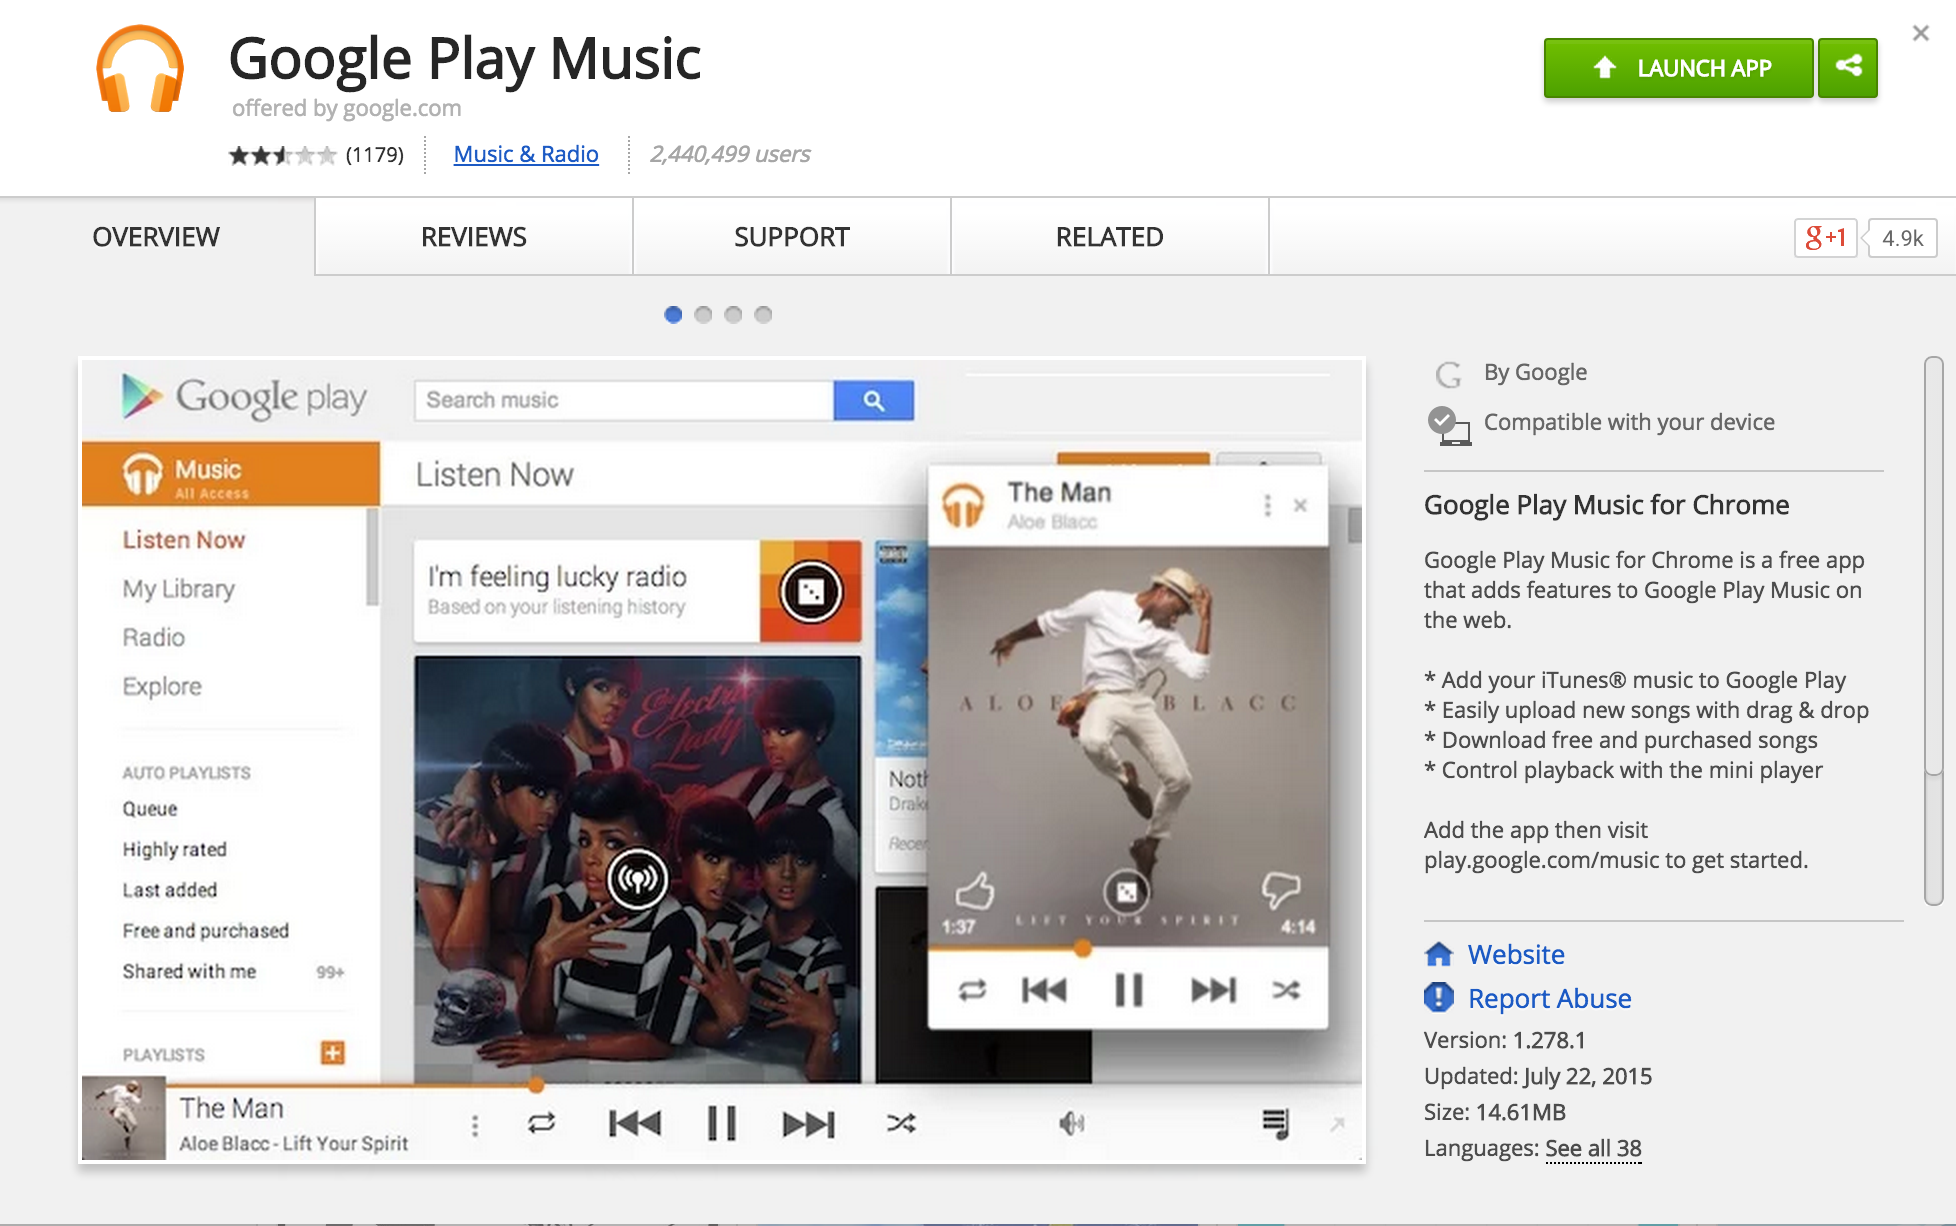 Google Play Music
offered by google.com
(1179)
Music & Radio
2,440,499 users
LAUNCH APP
OVERVIEW
REVIEWS
SUPPORT
RELATED
g+1
4.9k
Google play
Search music
Music
All Access
Listen Now
Listen Now
My Library
Radio
Explore
AUTO PLAYLISTS
Queue
Highly rated
Last added
Free and purchased
Shared with me 99+
PLAYLISTS
I'm feeling lucky radio
Based on your listening history
Electric
Lady
Noth
Drake
Recen
The Man
Aloe Blacc
ALOE BLACC
LIFT YOUR SPIRIT
1:37
4:14
The Man
Aloe Blacc - Lift Your Spirit
By Google
Compatible with your device
Google Play Music for Chrome
Google Play Music for Chrome is a free app
that adds features to Google Play Music on
the web.
* Add your iTunes® music to Google Play
* Easily upload new songs with drag & drop
* Download free and purchased songs
* Control playback with the mini player
Add the app then visit
play.google.com/music to get started.
Website
Report Abuse
Version: 1.278.1
Updated: July 22, 2015
Size: 14.61MB
Languages: See all 38